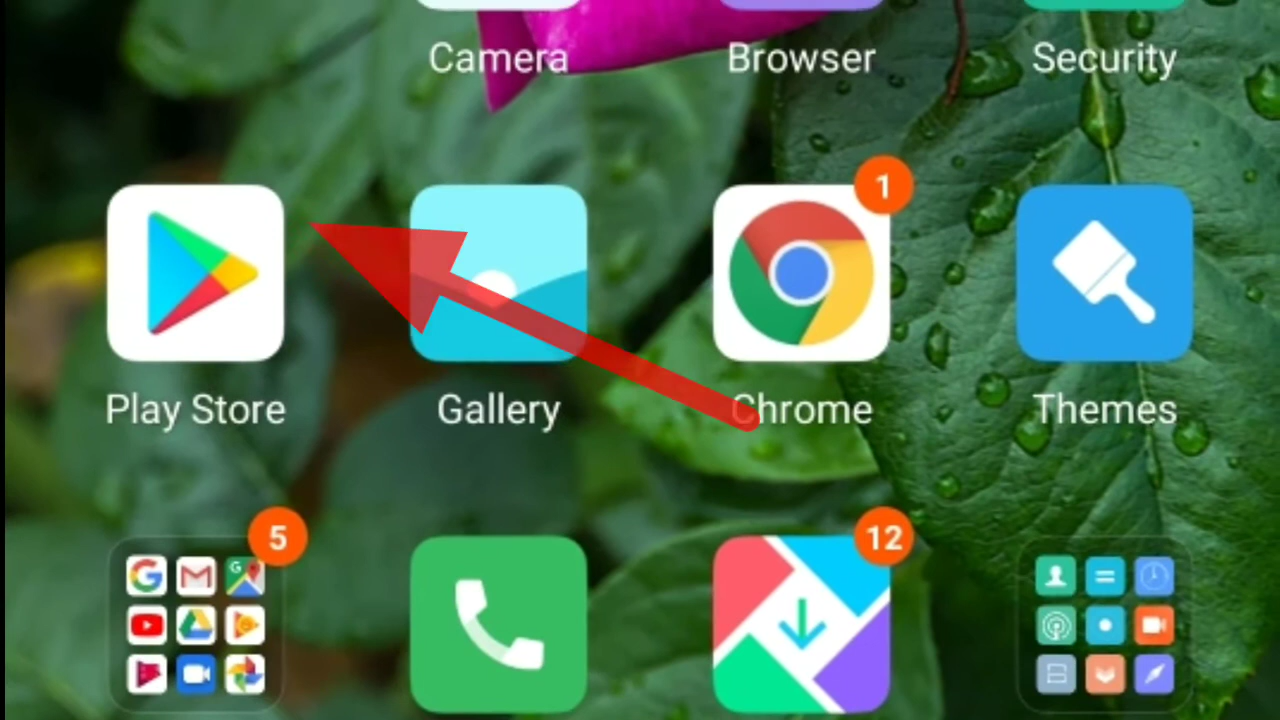 Camera
Browser
Security
1
Play Store
Gallery
Chrome
Themes
5
12